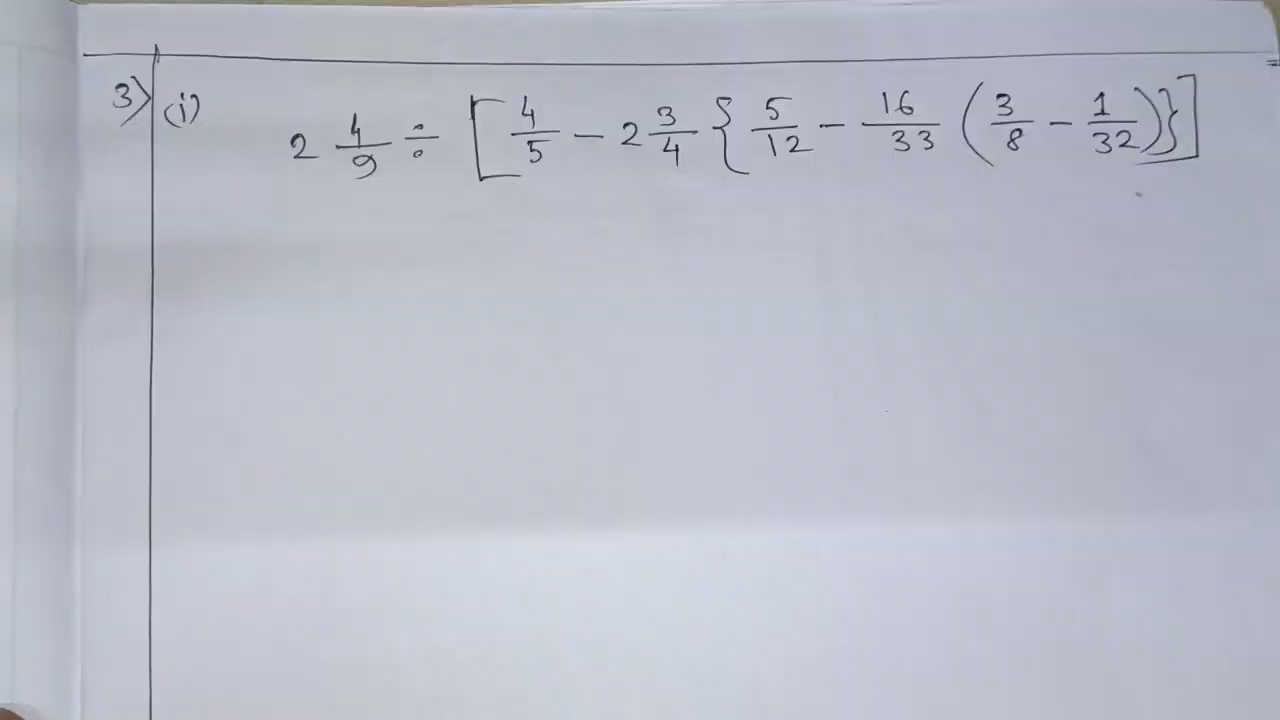 3) (i) 2 4/9 ÷ [ 4/5 - 2 3/4 { 5/12 - 16/33 ( 3/8 - 1/32 ) } ]